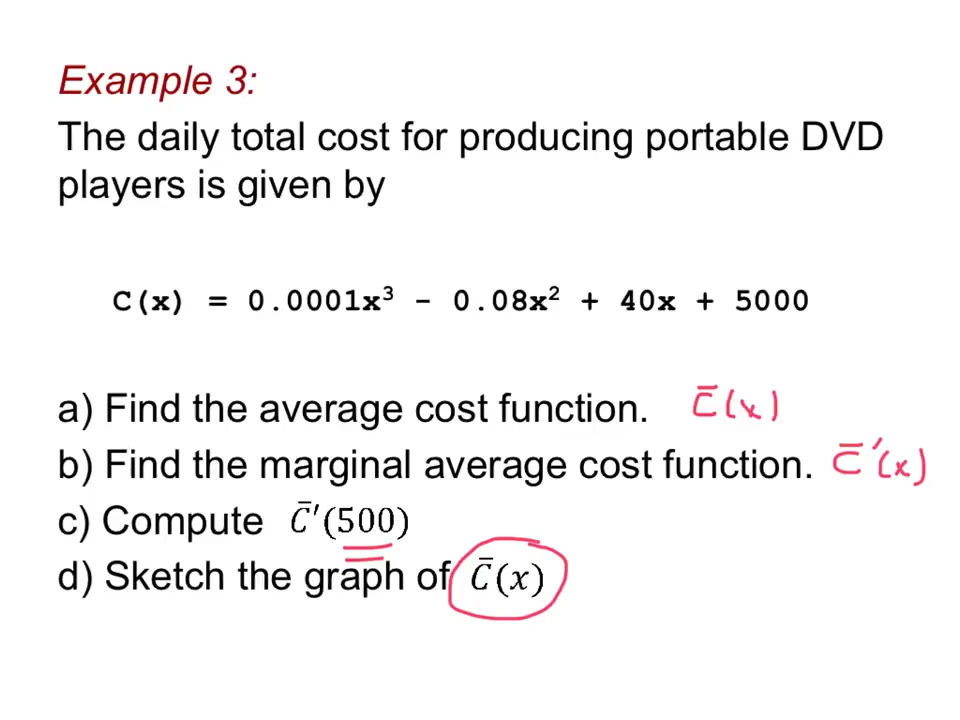 Example 3:
The daily total cost for producing portable DVD
players is given by
C(x) = 0.0001x³ - 0.08x² + 40x + 5000
a) Find the average cost function. C̅(x)
b) Find the marginal average cost function. C̅'(x)
c) Compute C̅'(500)
d) Sketch the graph of C̅(x)